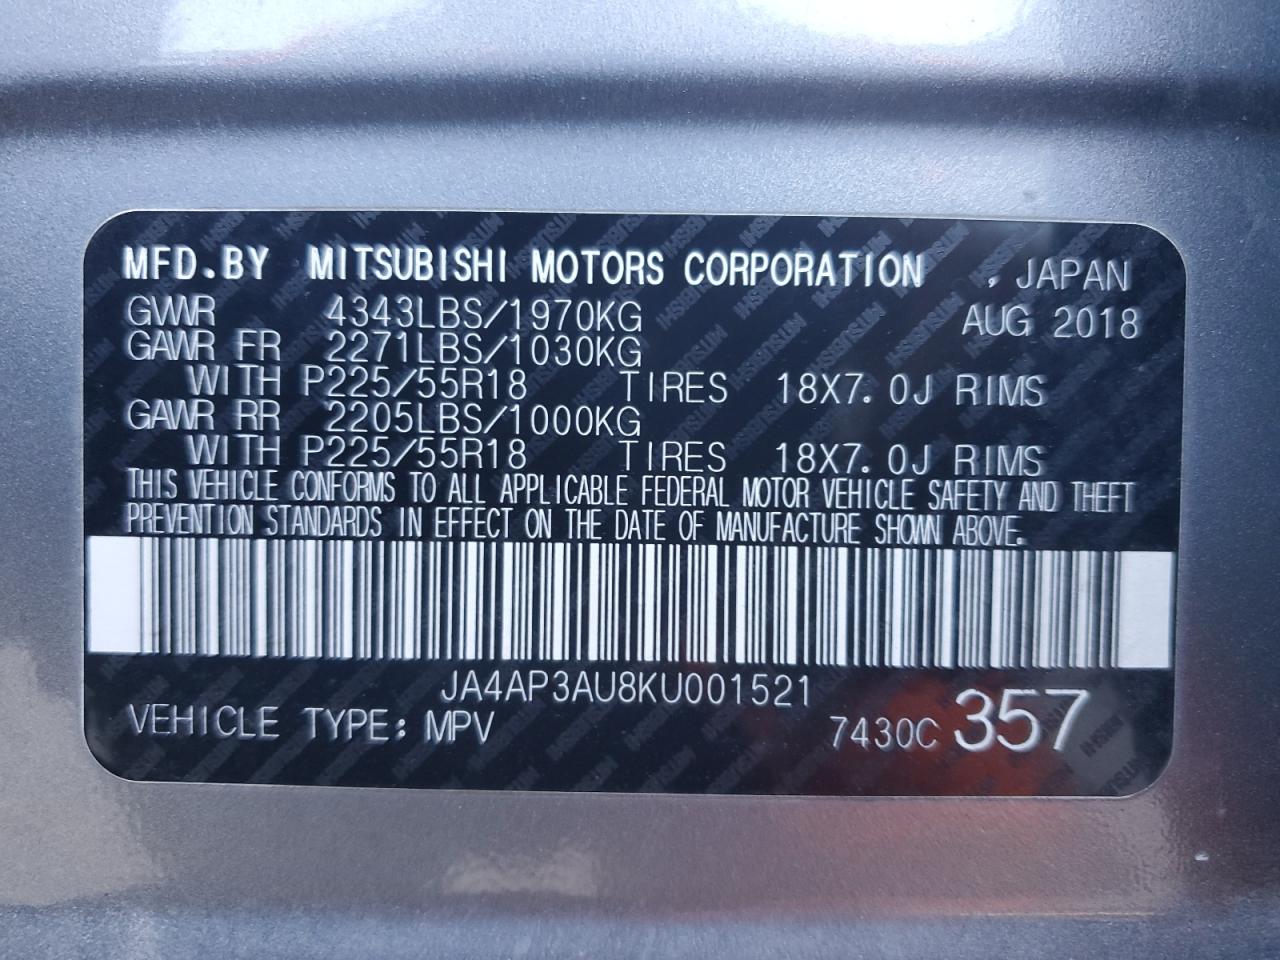 MFD.BY MITSUBISHI MOTORS CORPORATION , JAPAN
GVWR 4343LBS/1970KG AUG 2018
GAWR FR 2271LBS/1030KG
WITH P225/55R18 TIRES 18X7.0J RIMS
GAWR RR 2205LBS/1000KG
WITH P225/55R18 TIRES 18X7.0J RIMS
THIS VEHICLE CONFORMS TO ALL APPLICABLE FEDERAL MOTOR VEHICLE SAFETY AND THEFT
PREVENTION STANDARDS IN EFFECT ON THE DATE OF MANUFACTURE SHOWN ABOVE.
JA4AP3AU8KU001521
VEHICLE TYPE: MPV 7430C 357